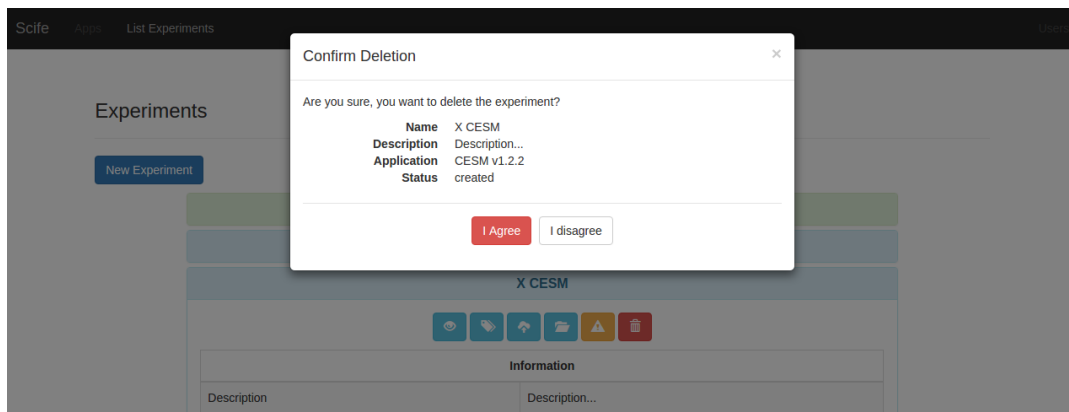 Scife Apps List Experiments User:
Confirm Deletion ×
Are you sure, you want to delete the experiment?
Name X CESM
Description Description...
Application CESM v1.2.2
Status created
I Agree I disagree
Experiments
New Experiment
X CESM
Information
Description Description...